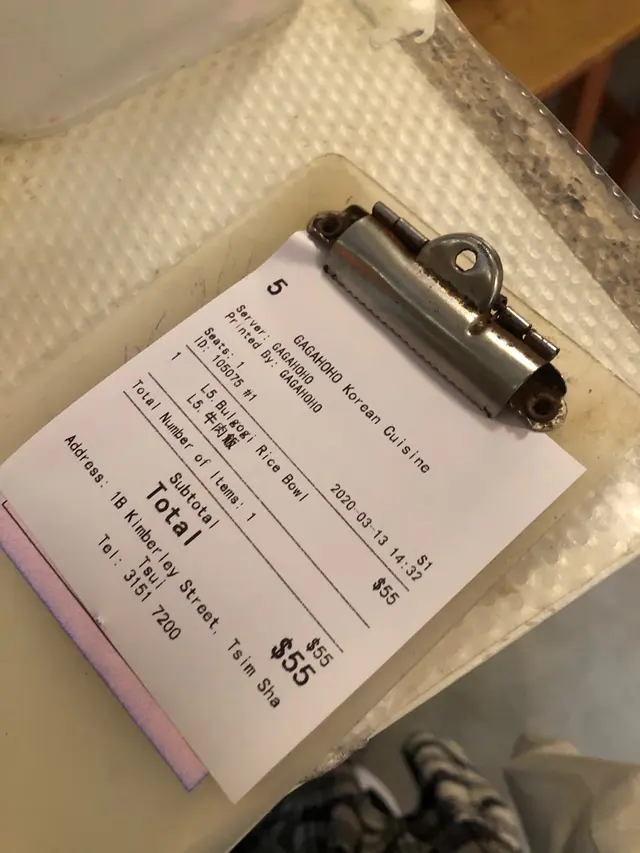 5
GAGAHOHO Korean Cuisine
Server: GAGAHOHO S1
Printed By: GAGAHOHO 2020-03-13 14:32
Seats: 1
ID: 105075 #1
1 L5.Bulgogi Rice Bowl $55
L5.牛肉飯
Total Number of Items: 1
Subtotal $55
Total $55
Address: 1B Kimberley Street, Tsim Sha
Tsui
Tel.: 3151 7200